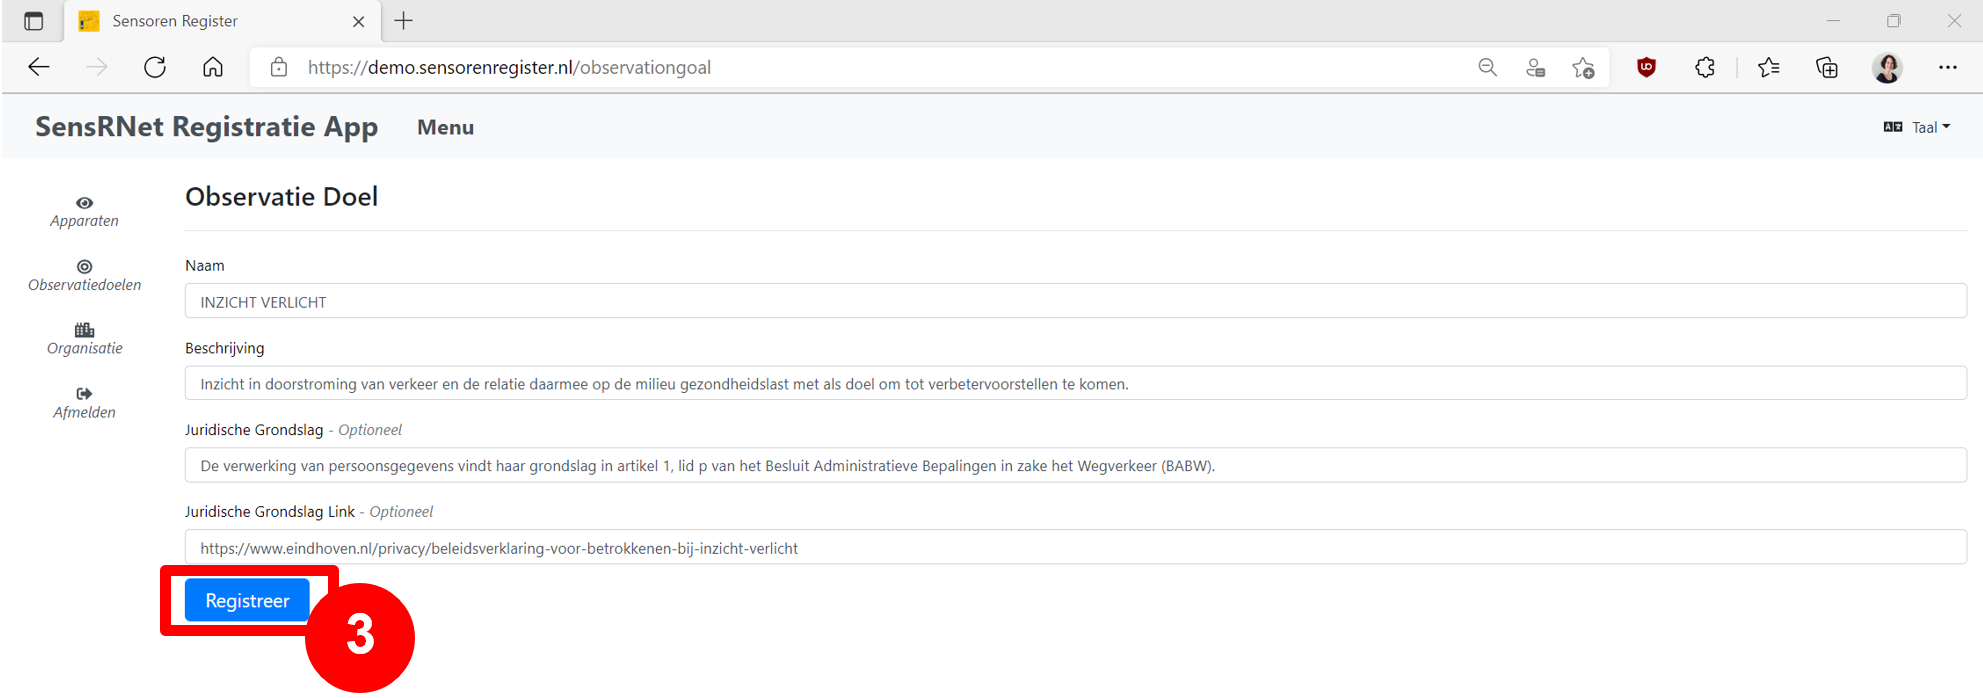 Sensoren Register
https://demo.sensorenregister.nl/observationgoal
SensRNet Registratie App
Menu
Taal
Apparaten
Observatiedoelen
Organisatie
Afmelden
Observatie Doel
Naam
INZICHT VERLICHT
Beschrijving
Inzicht in doorstroming van verkeer en de relatie daarmee op de milieu gezondheidslast met als doel om tot verbetervoorstellen te komen.
Juridische Grondslag - Optioneel
De verwerking van persoonsgegevens vindt haar grondslag in artikel 1, lid p van het Besluit Administratieve Bepalingen in zake het Wegverkeer (BABW).
Juridische Grondslag Link - Optioneel
https://www.eindhoven.nl/privacy/beleidsverklaring-voor-betrokkenen-bij-inzicht-verlicht
Registreer
3